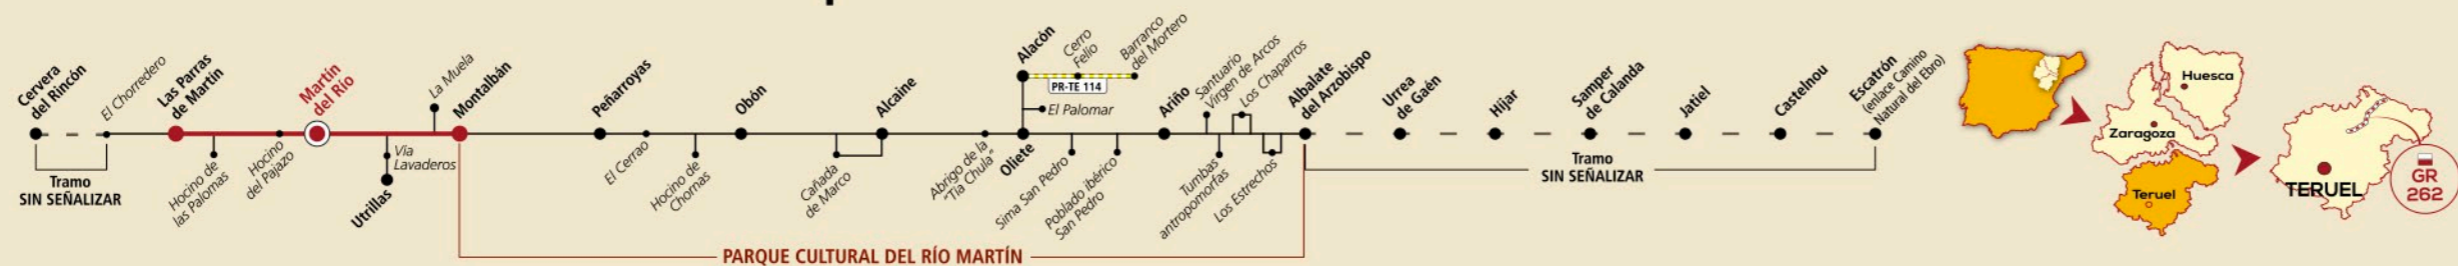 Cervera
del Rincón
El Chorredero
Tramo
SIN SEÑALIZAR
Las Parras
de Martín
Hocino de
las Palomas
Hocino
del Pajazo
Martín
del Río
Vía
Lavaderos
Utrillas
La Muela
Montalbán
Peñarroyas
El Cerrao
Hocino de
Chornas
Obón
Cañada
de Marco
Alcaine
Abrigo de la
"Tía Chula"
Oliete
Alacón
Cerro
Felio
Barranco
del Mortero
PR-TE 114
El Palomar
Sima San Pedro
Poblado ibérico
San Pedro
Ariño
Santuario
Virgen de Arcos
Tumbas
antropomorfas
Los Chaparros
Los Estrechos
Albalate
del Arzobispo
PARQUE CULTURAL DEL RÍO MARTÍN
Urrea
de Gaén
Híjar
Samper
de Calanda
Jatiel
Castelnou
Escatrón
(enlace Camino
Natural del Ebro)
Tramo
SIN SEÑALIZAR
Huesca
Zaragoza
Teruel
TERUEL
GR
262